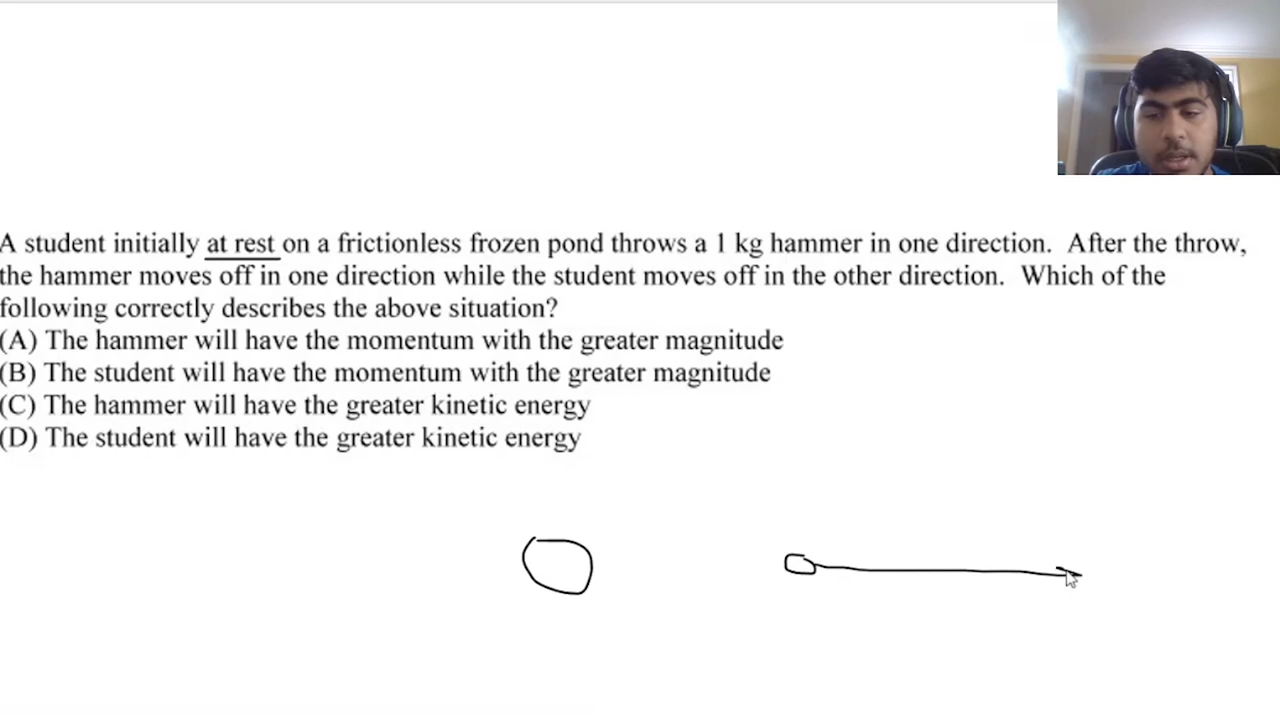 A student initially at rest on a frictionless frozen pond throws a 1 kg hammer in one direction.  After the throw,
the hammer moves off in one direction while the student moves off in the other direction.  Which of the
following correctly describes the above situation?
(A) The hammer will have the momentum with the greater magnitude
(B) The student will have the momentum with the greater magnitude
(C) The hammer will have the greater kinetic energy
(D) The student will have the greater kinetic energy